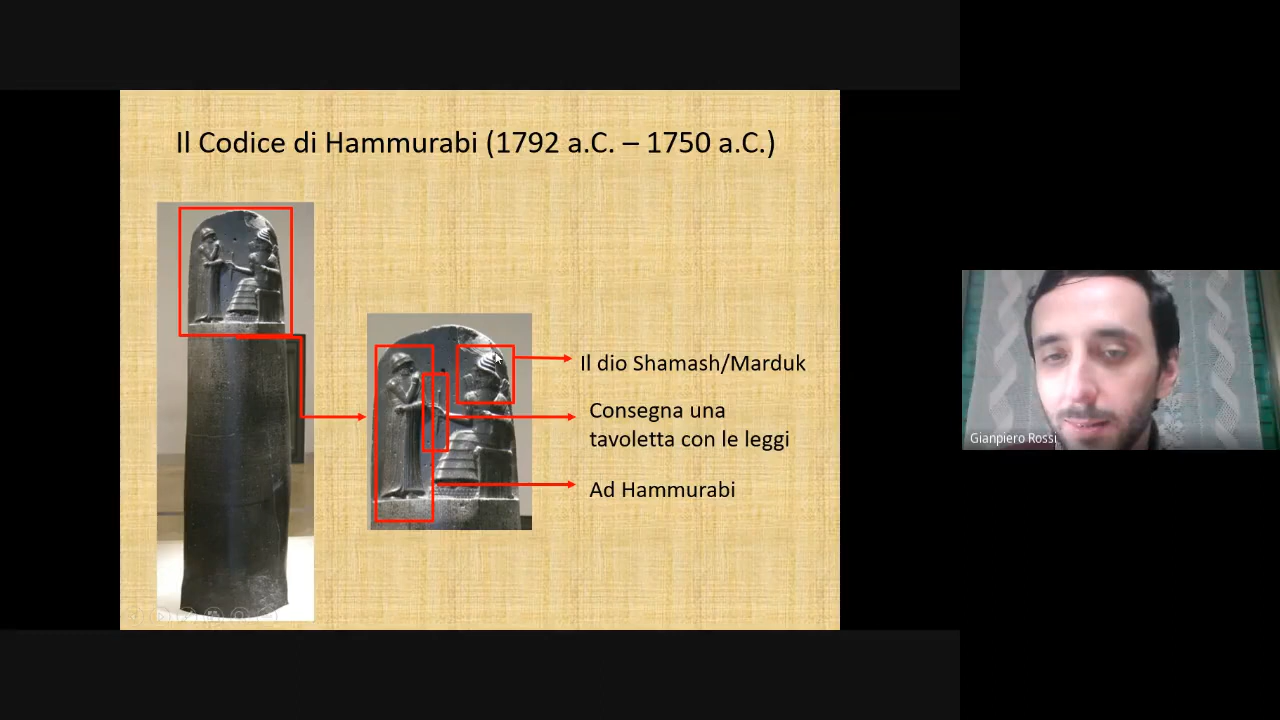 Il Codice di Hammurabi (1792 a.C. – 1750 a.C.)
Il dio Shamash/Marduk
Consegna una
tavoletta con le leggi
Ad Hammurabi
Gianpiero Rossi